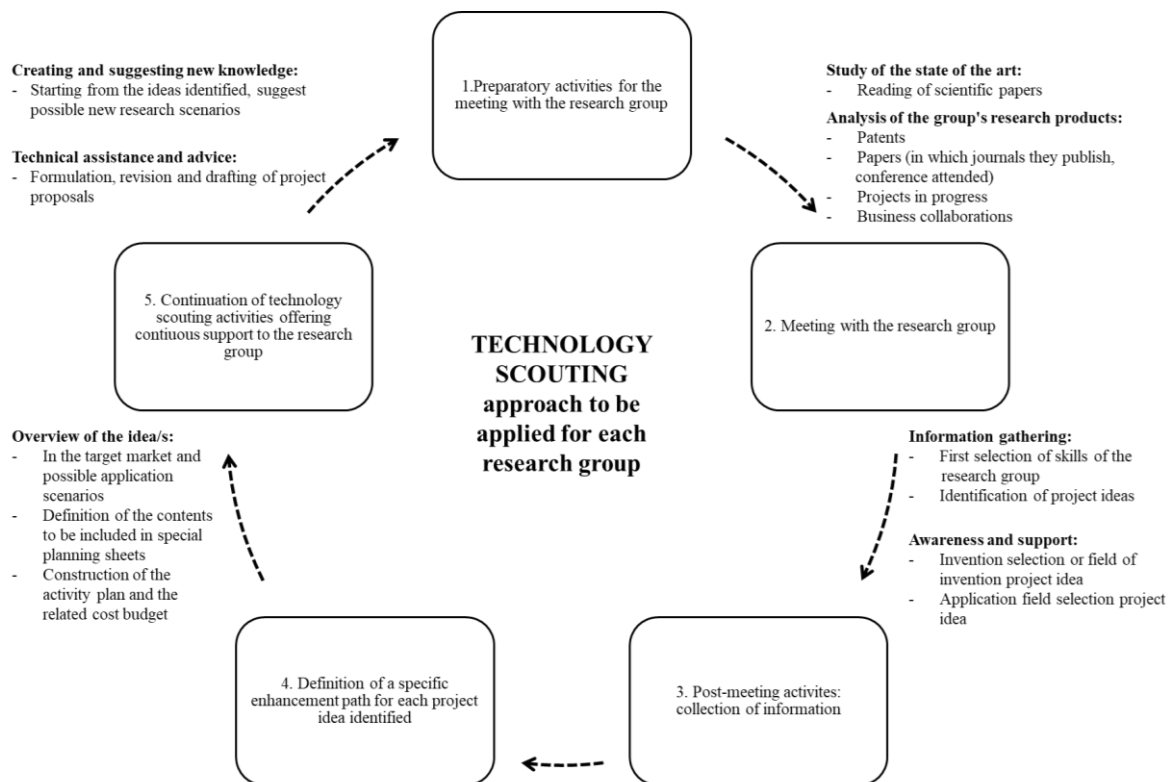 1.Preparatory activities for the
meeting with the research group
Study of the state of the art:
- Reading of scientific papers
Analysis of the group's research products:
- Patents
- Papers (in which journals they publish,
conference attended)
- Projects in progress
- Business collaborations
2. Meeting with the research group
Information gathering:
- First selection of skills of the
research group
- Identification of project ideas
Awareness and support:
- Invention selection or field of
invention project idea
- Application field selection project
idea
3. Post-meeting activites:
collection of information
4. Definition of a specific
enhancement path for each project
idea identified
Overview of the idea/s:
- In the target market and
possible application
scenarios
- Definition of the contents
to be included in special
planning sheets
- Construction of the
activity plan and the
related cost budget
5. Continuation of technology
scouting activities offering
contiuous support to the research
group
Creating and suggesting new knowledge:
- Starting from the ideas identified, suggest
possible new research scenarios
Technical assistance and advice:
- Formulation, revision and drafting of project
proposals
TECHNOLOGY
SCOUTING
approach to be
applied for each
research group